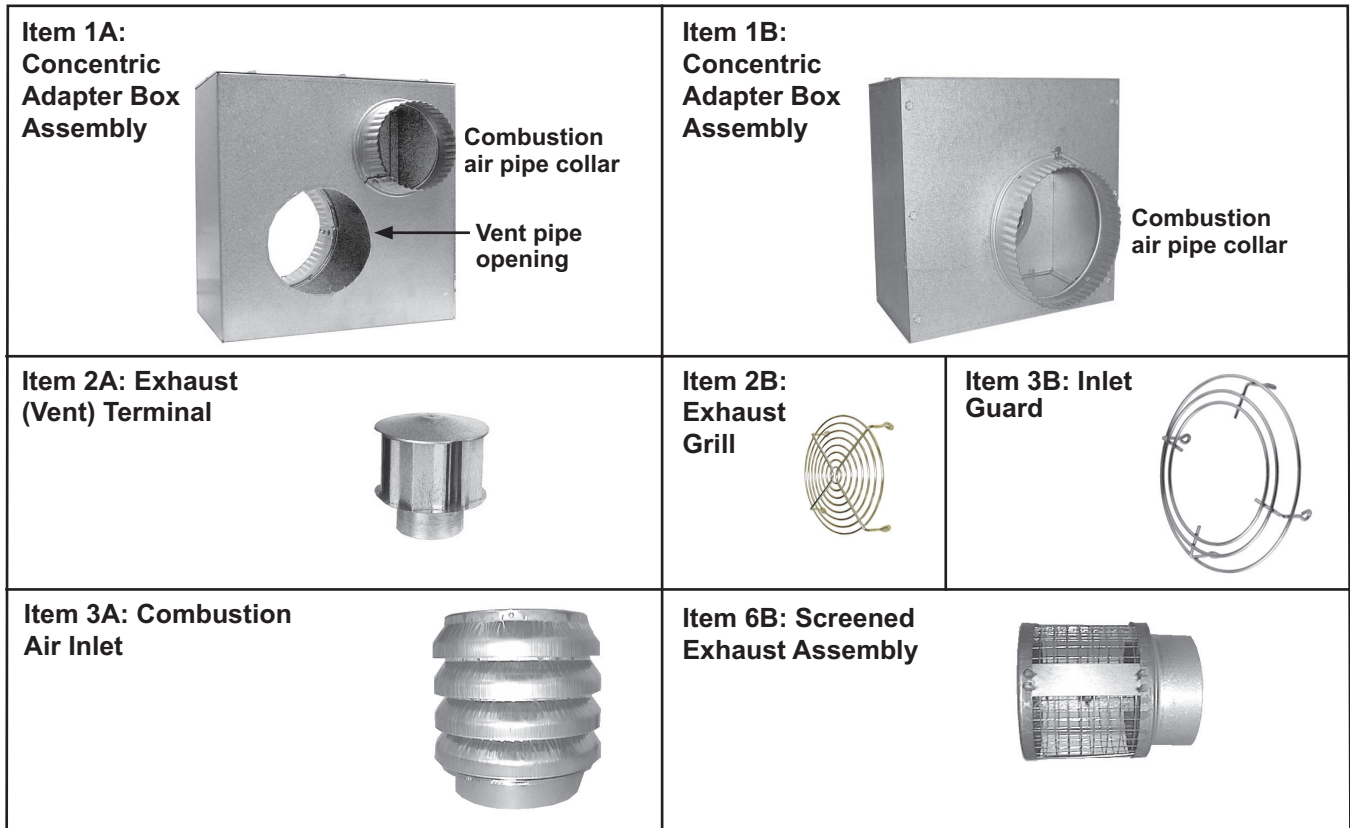 Item 1A:
Concentric
Adapter Box
Assembly
Combustion
air pipe collar
Vent pipe
opening
Item 1B:
Concentric
Adapter Box
Assembly
Combustion
air pipe collar
Item 2A: Exhaust
(Vent) Terminal
Item 2B:
Exhaust
Grill
Item 3B: Inlet
Guard
Item 3A: Combustion
Air Inlet
Item 6B: Screened
Exhaust Assembly